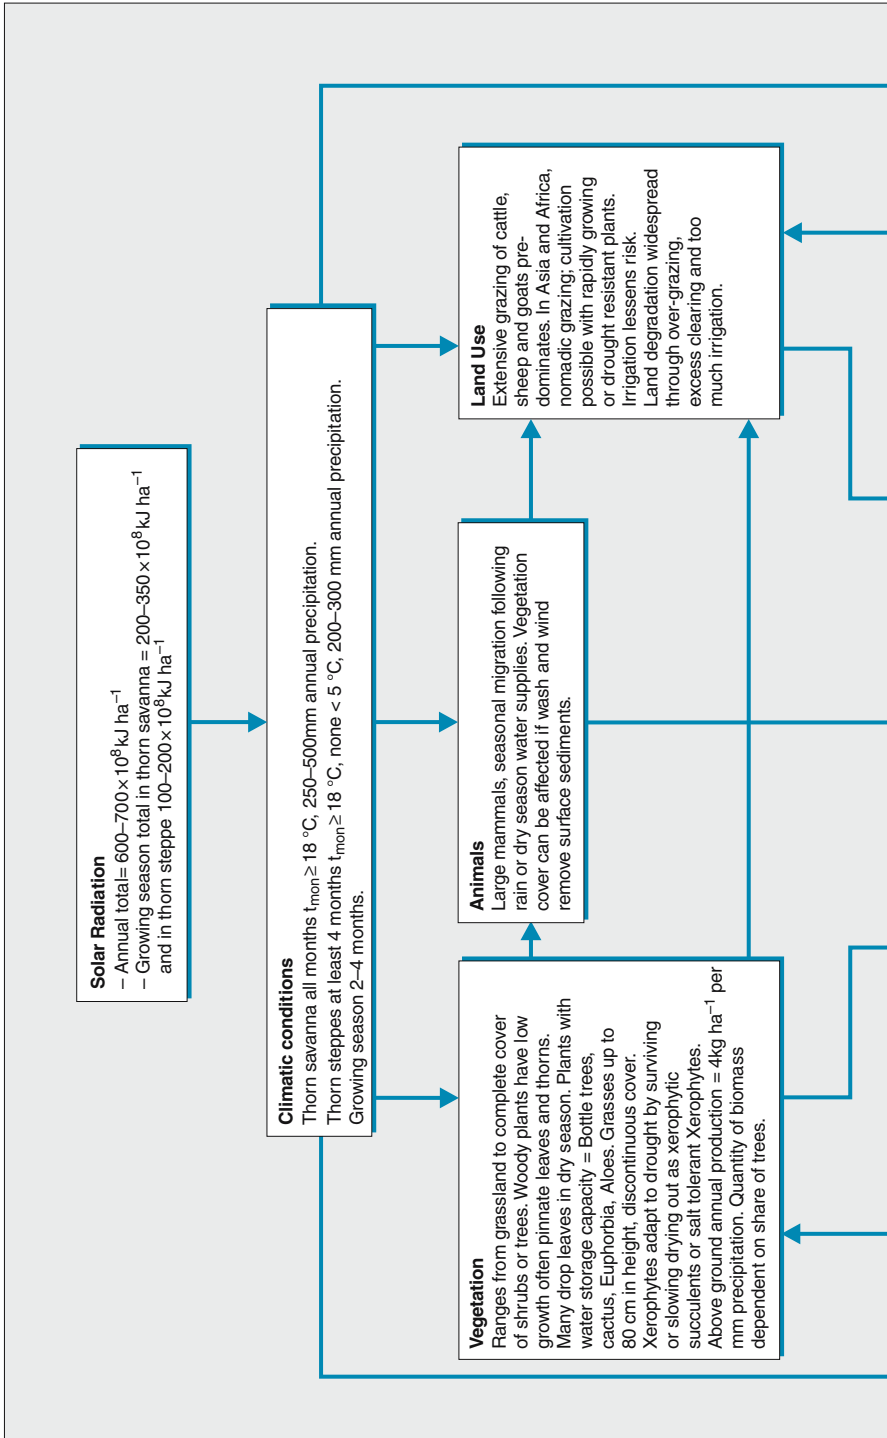 Solar Radiation
– Annual total= 600–700×10⁸kJ ha⁻¹
– Growing season total in thorn savanna = 200–350×10⁸kJ ha⁻¹
and in thorn steppe 100–200×10⁸kJ ha⁻¹
Climatic conditions
Thorn savanna all months tmon≥ 18 °C, 250–500mm annual precipitation.
Thorn steppes at least 4 months tmon≥ 18 °C, none < 5 °C, 200–300 mm annual precipitation.
Growing season 2–4 months.
Vegetation
Ranges from grassland to complete cover
of shrubs or trees. Woody plants have low
growth often pinnate leaves and thorns.
Many drop leaves in dry season. Plants with
water storage capacity = Bottle trees,
cactus, Euphorbia, Aloes. Grasses up to
80 cm in height, discontinuous cover.
Xerophytes adapt to drought by surviving
or slowing drying out as xerophytic
succulents or salt tolerant Xerophytes.
Above ground annual production = 4kg ha⁻¹ per
mm precipitation. Quantity of biomass
dependent on share of trees.
Animals
Large mammals, seasonal migration following
rain or dry season water supplies. Vegetation
cover can be affected if wash and wind
remove surface sediments.
Land Use
Extensive grazing of cattle,
sheep and goats pre-
dominates. In Asia and Africa,
nomadic grazing; cultivation
possible with rapidly growing
or drought resistant plants.
Irrigation lessens risk.
Land degradation widespread
through over-grazing,
excess clearing and too
much irrigation.